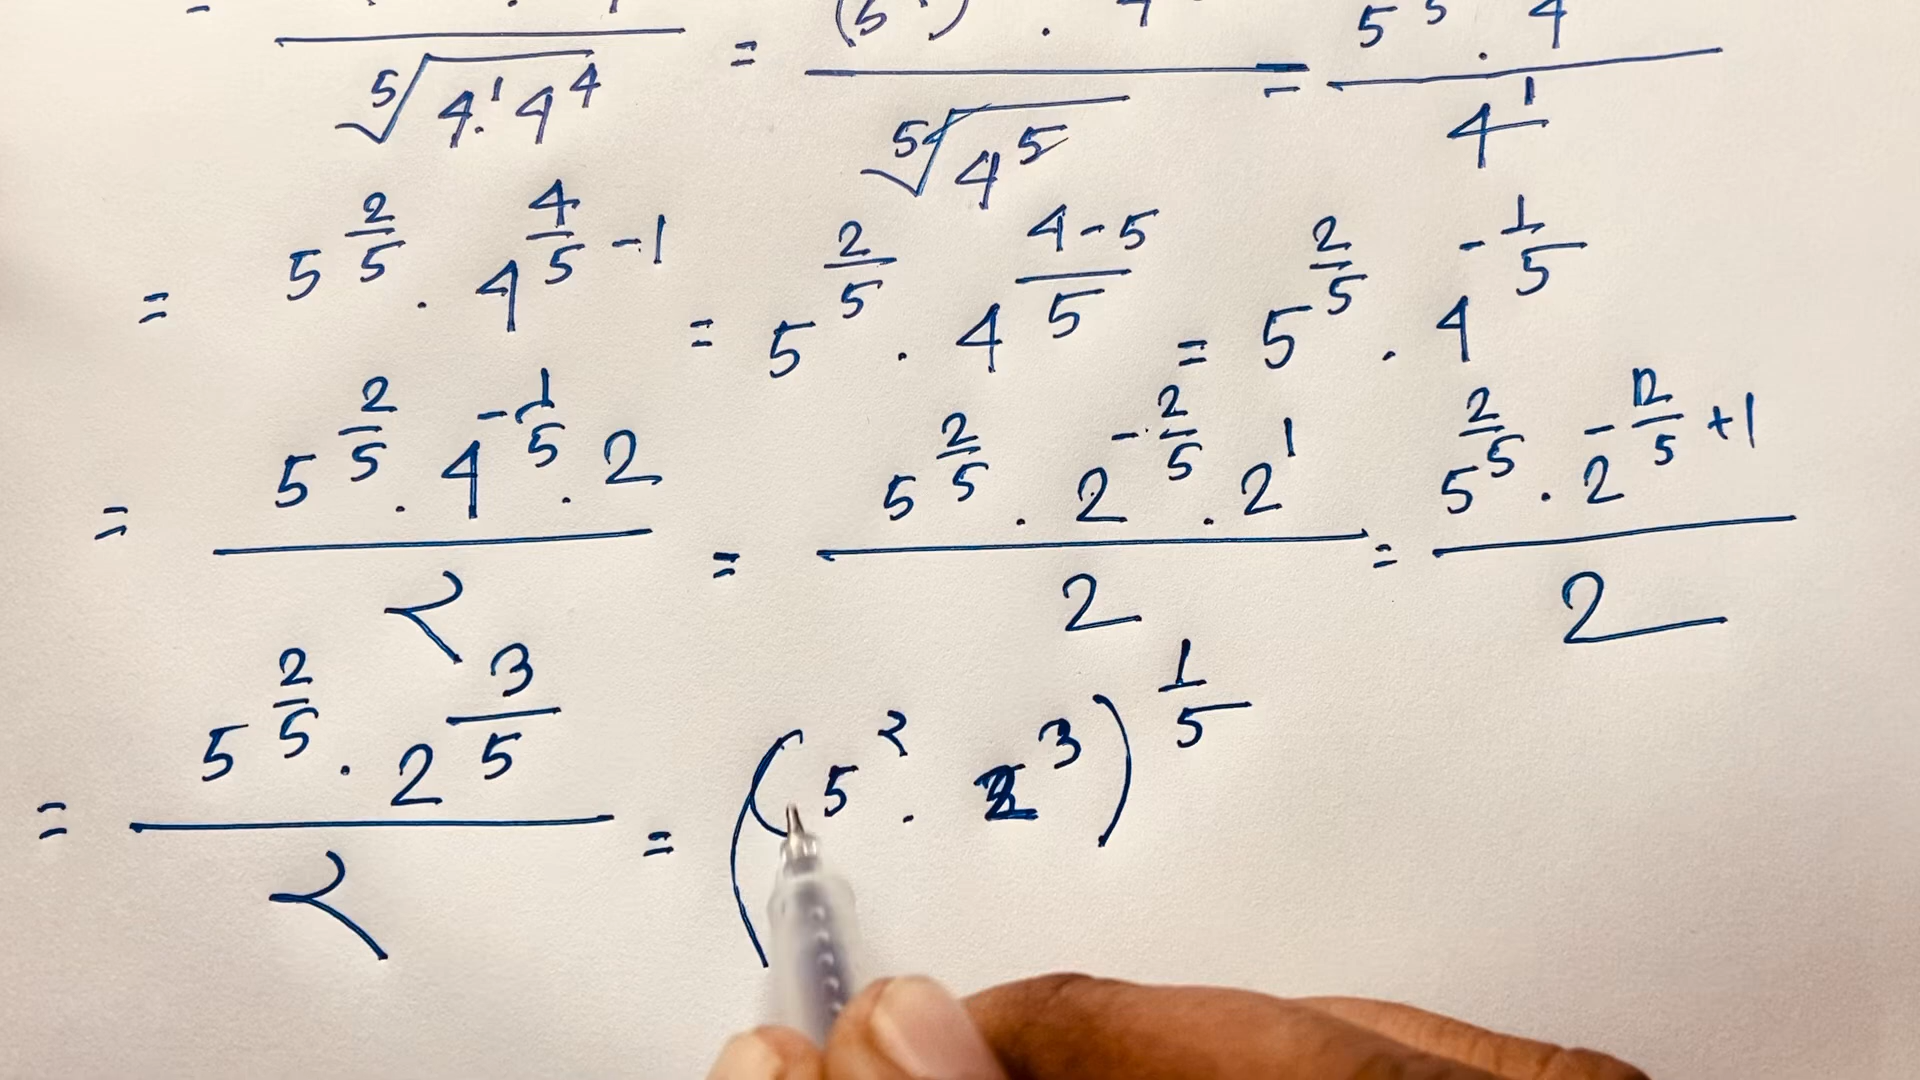 = ⁵√(4¹·4⁴) = (5 ) · / ⁵√(4⁵) = 5 · 4 / 4¹
= 5^(2/5) · 4^(4/5 -1) = 5^(2/5) · 4^((4-5)/5) = 5^(2/5) · 4^(-1/5)
= (5^(2/5) · 4^(-1/5) · 2) / 2 = (5^(2/5) · 2^(-2/5) · 2¹) / 2 = (5^(2/5) · 2^(-2/5 +1)) / 2
= (5^(2/5) · 2^(3/5)) / 2 = ((5² · 2³)^(1/5)